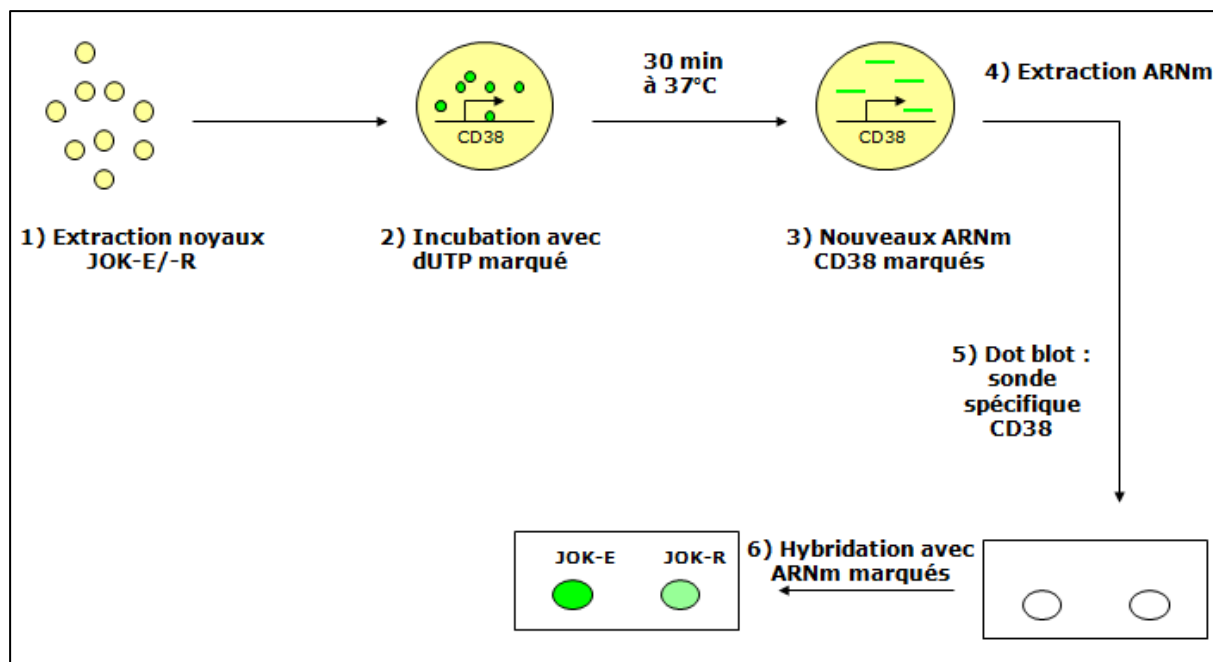 1) Extraction noyaux
JOK-E/-R
CD38
2) Incubation avec
dUTP marqué
30 min
à 37°C
CD38
3) Nouveaux ARNm
CD38 marqués
4) Extraction ARNm
5) Dot blot :
sonde
spécifique
CD38
6) Hybridation avec
ARNm marqués
JOK-E JOK-R